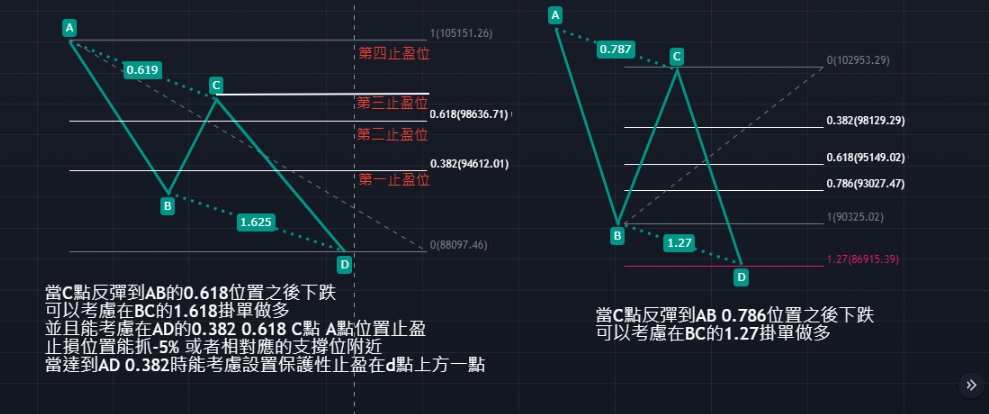 A
1(105151.26)
第四止盈位
0.619
C
第三止盈位
0.618(98636.71)
第二止盈位
0.382(94612.01)
第一止盈位
B
1.625
0(88097.46)
D
當C點反彈到AB的0.618位置之後下跌
可以考慮在BC的1.618掛單做多
並且能考慮在AD的0.382 0.618 C點 A點位置止盈
止損位置能抓-5% 或者相對應的支撐位附近
當達到AD 0.382時能考慮設置保護性止盈在d點上方一點
A
0.787
C
0(102953.29)
0.382(98129.29)
0.618(95149.02)
0.786(93027.47)
1(90325.02)
B
1.27
1.27(86915.39)
D
當C點反彈到AB 0.786位置之後下跌
可以考慮在BC的1.27掛單做多